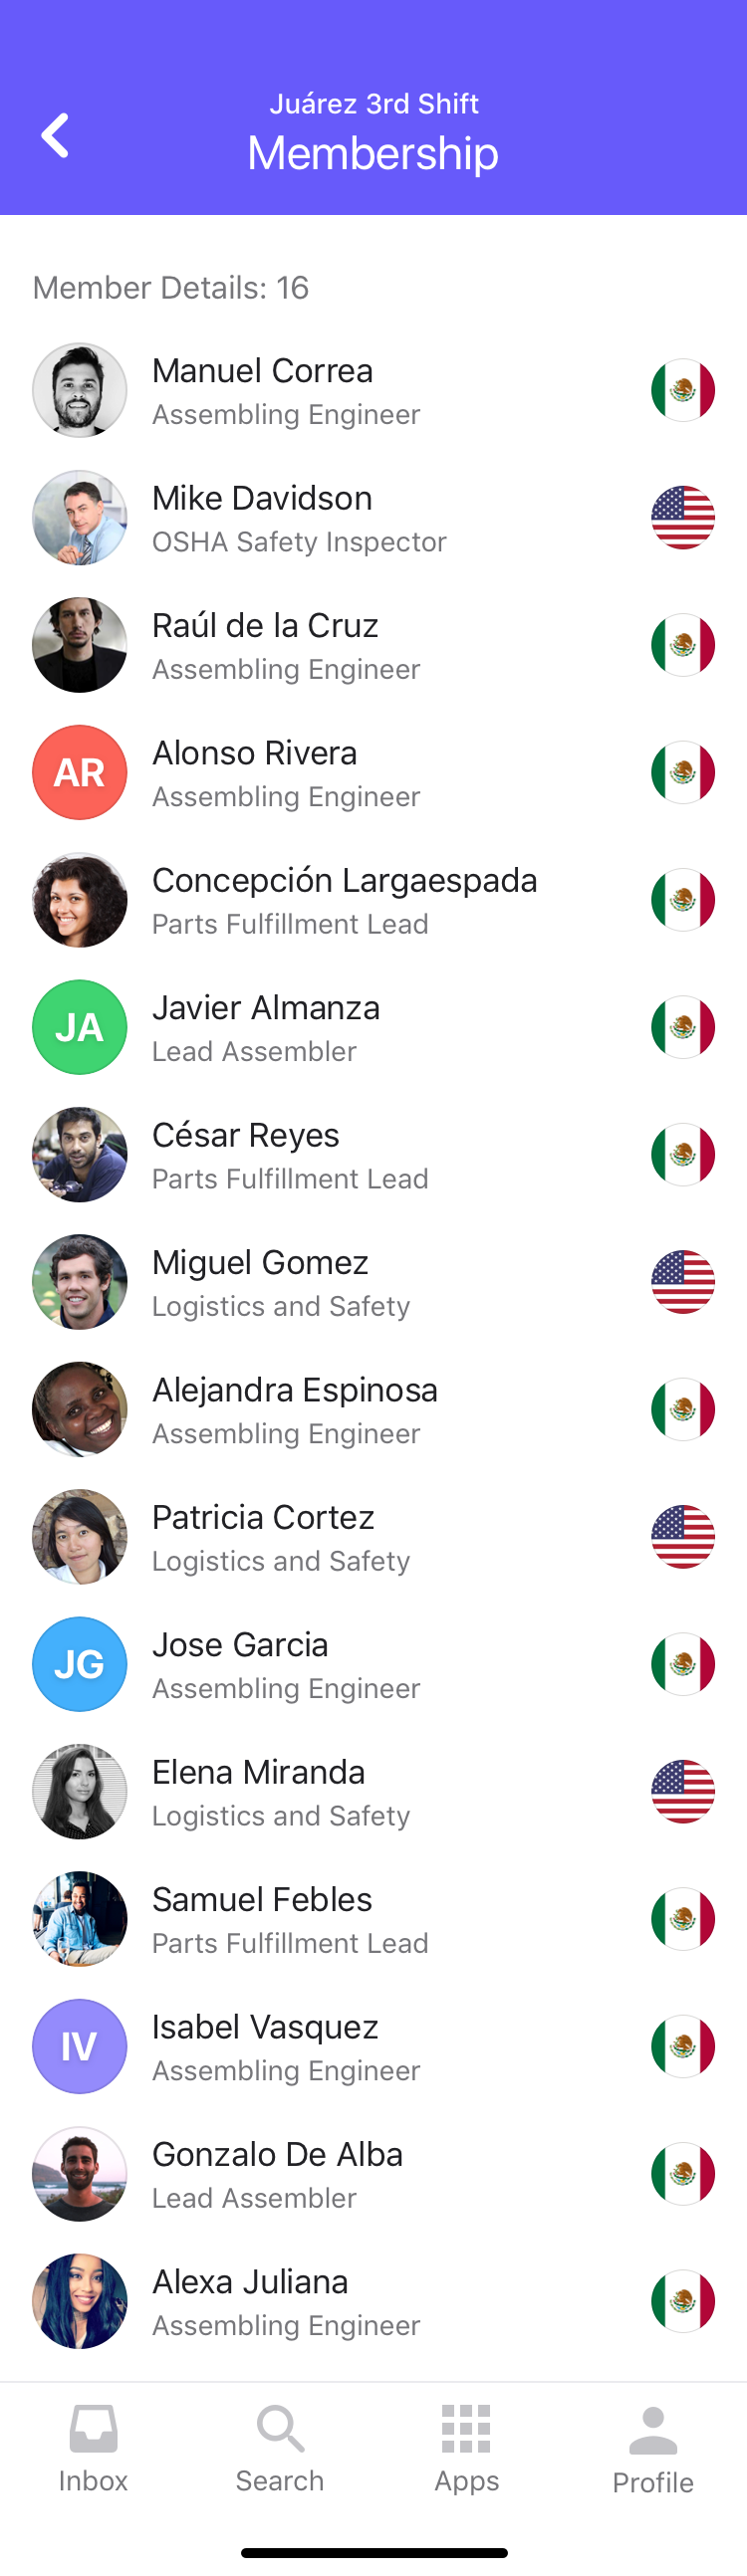 Juárez 3rd Shift
Membership
Member Details: 16
Manuel Correa
Assembling Engineer
Mike Davidson
OSHA Safety Inspector
Raúl de la Cruz
Assembling Engineer
AR
Alonso Rivera
Assembling Engineer
Concepción Largaespada
Parts Fulfillment Lead
JA
Javier Almanza
Lead Assembler
César Reyes
Parts Fulfillment Lead
Miguel Gomez
Logistics and Safety
Alejandra Espinosa
Assembling Engineer
Patricia Cortez
Logistics and Safety
JG
Jose Garcia
Assembling Engineer
Elena Miranda
Logistics and Safety
Samuel Febles
Parts Fulfillment Lead
IV
Isabel Vasquez
Assembling Engineer
Gonzalo De Alba
Lead Assembler
Alexa Juliana
Assembling Engineer
Inbox
Search
Apps
Profile